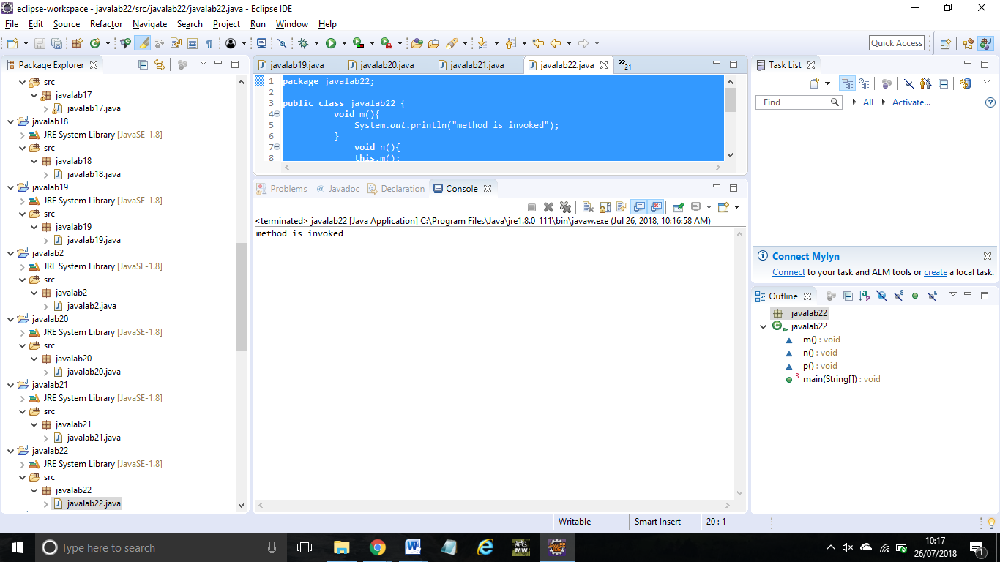 eclipse-workspace - javalab22/src/javalab22/javalab22.java - Eclipse IDE
File Edit Source Refactor Navigate Search Project Run Window Help
Quick Access
Package Explorer
src
javalab17
javalab17.java
javalab18
JRE System Library [JavaSE-1.8]
src
javalab18
javalab18.java
javalab19
JRE System Library [JavaSE-1.8]
src
javalab19
javalab19.java
javalab2
JRE System Library [JavaSE-1.8]
src
javalab2
javalab2.java
javalab20
JRE System Library [JavaSE-1.8]
src
javalab20
javalab20.java
javalab21
JRE System Library [JavaSE-1.8]
src
javalab21
javalab21.java
javalab22
JRE System Library [JavaSE-1.8]
src
javalab22
javalab22.java
javalab19.java javalab20.java javalab21.java javalab22.java »21
1 package javalab22;
2
3 public class javalab22 {
4 void m(){
5 System.out.println("method is invoked");
6 }
7 void n(){
8 this.m();
Problems @ Javadoc Declaration Console
<terminated> javalab22 [Java Application] C:\Program Files\Java\jre1.8.0_111\bin\javaw.exe (Jul 26, 2018, 10:16:58 AM)
method is invoked
Task List
Find All Activate...
Connect Mylyn
Connect to your task and ALM tools or create a local task.
Outline
javalab22
javalab22
m() : void
n() : void
p() : void
main(String[]) : void
Writable Smart Insert 20 : 1
Type here to search
10:17
26/07/2018
1